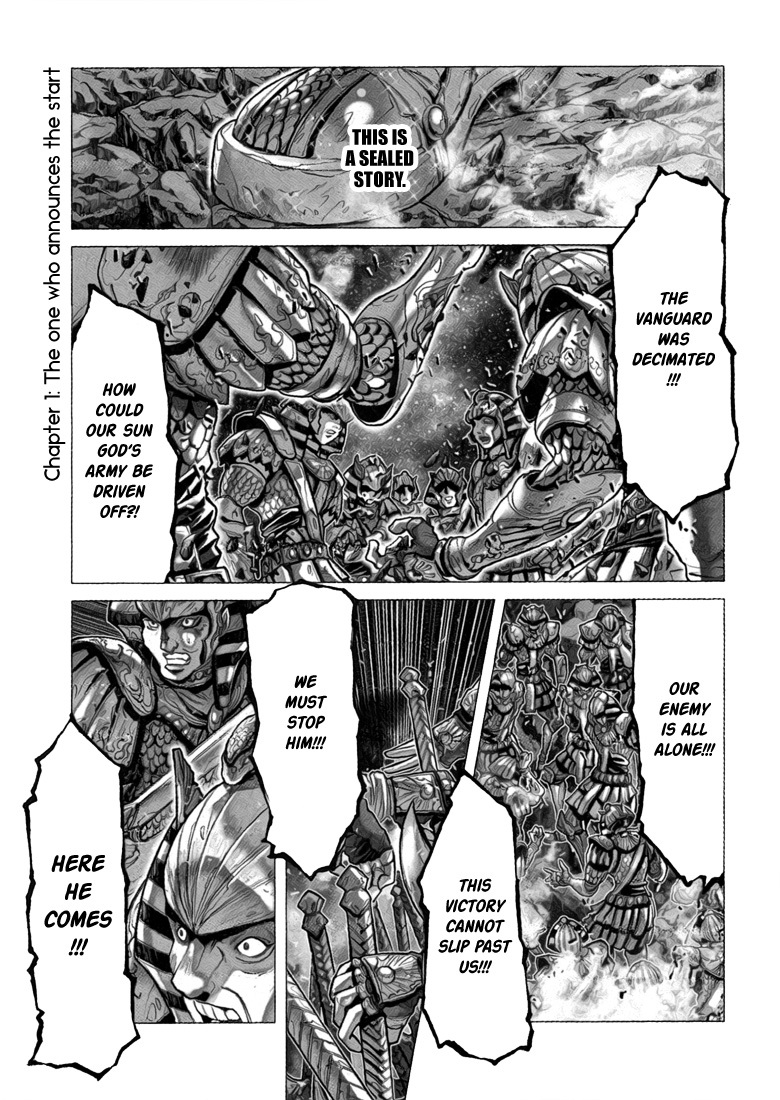 Chapter 1: The one who announces the start
THIS IS
A SEALED
STORY.
THE
VANGUARD
WAS
DECIMATED
!!!
HOW
COULD
OUR SUN
GOD'S
ARMY BE
DRIVEN
OFF?!
OUR
ENEMY
IS ALL
ALONE!!!
THIS
VICTORY
CANNOT
SLIP PAST
US!!!
WE
MUST
STOP
HIM!!!
HERE
HE
COMES
!!!